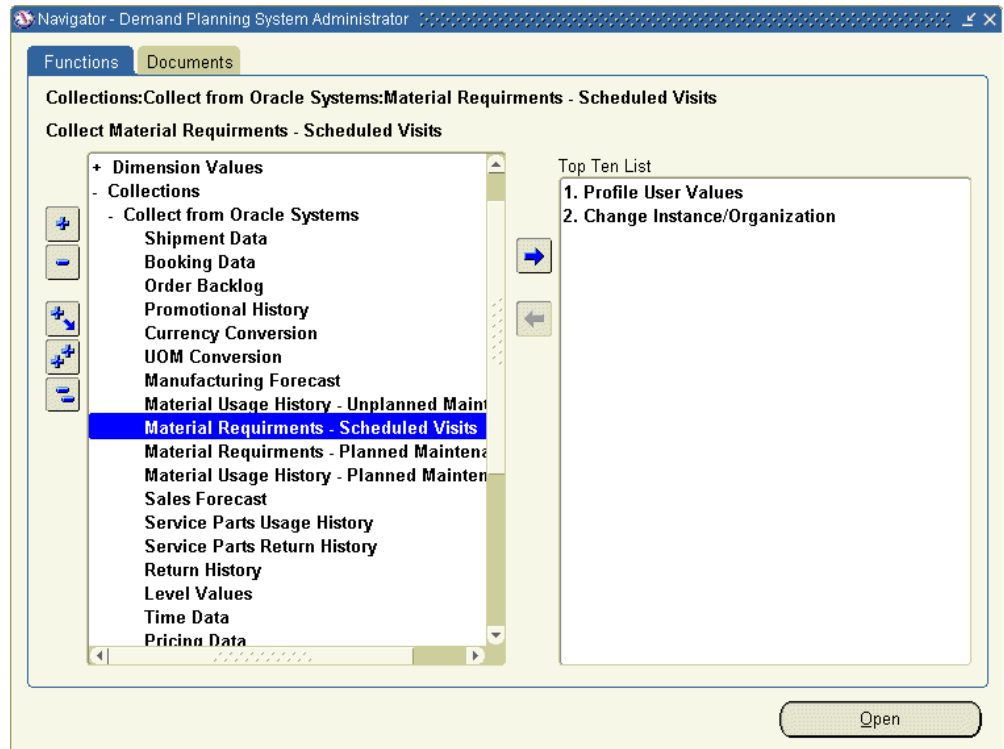 Navigator - Demand Planning System Administrator
Functions
Documents
Collections:Collect from Oracle Systems:Material Requirments - Scheduled Visits
Collect Material Requirments - Scheduled Visits
+ Dimension Values
- Collections
- Collect from Oracle Systems
Shipment Data
Booking Data
Order Backlog
Promotional History
Currency Conversion
UOM Conversion
Manufacturing Forecast
Material Usage History - Unplanned Maint
Material Requirments - Scheduled Visits
Material Requirments - Planned Maintena
Material Usage History - Planned Mainten
Sales Forecast
Service Parts Usage History
Service Parts Return History
Return History
Level Values
Time Data
Pricing Data
Top Ten List
1. Profile User Values
2. Change Instance/Organization
Open